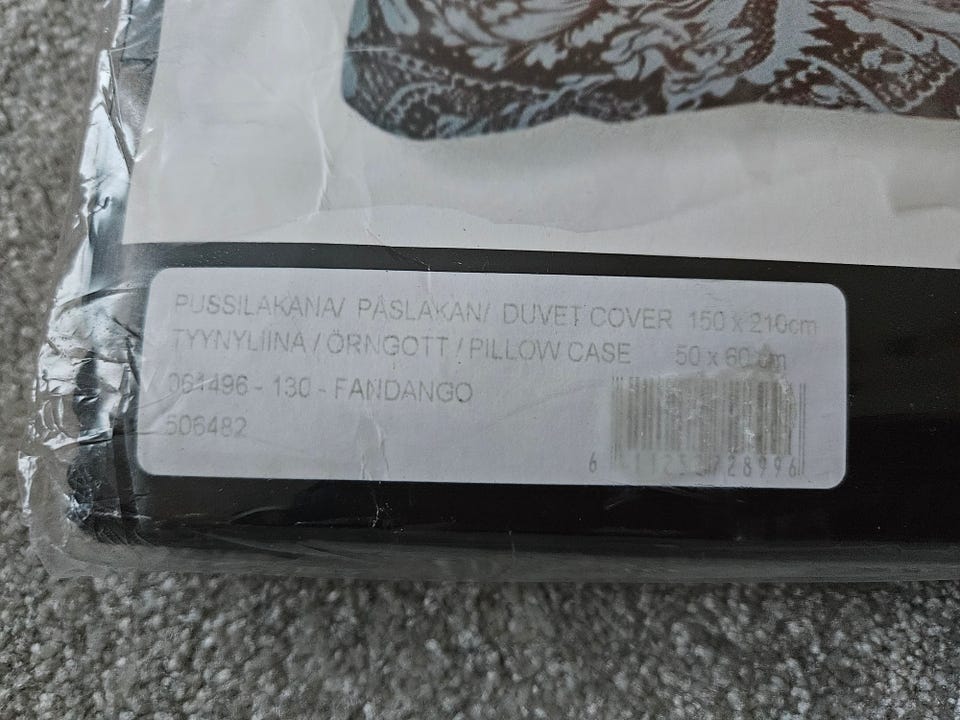 PUSSILAKANA/ PÅSLAKAN/ DUVET COVER 150 x 210cm
TYYNYLIINA / ÖRNGOTT / PILLOW CASE 50 x 60 cm
061496 - 130 - FANDANGO
506482